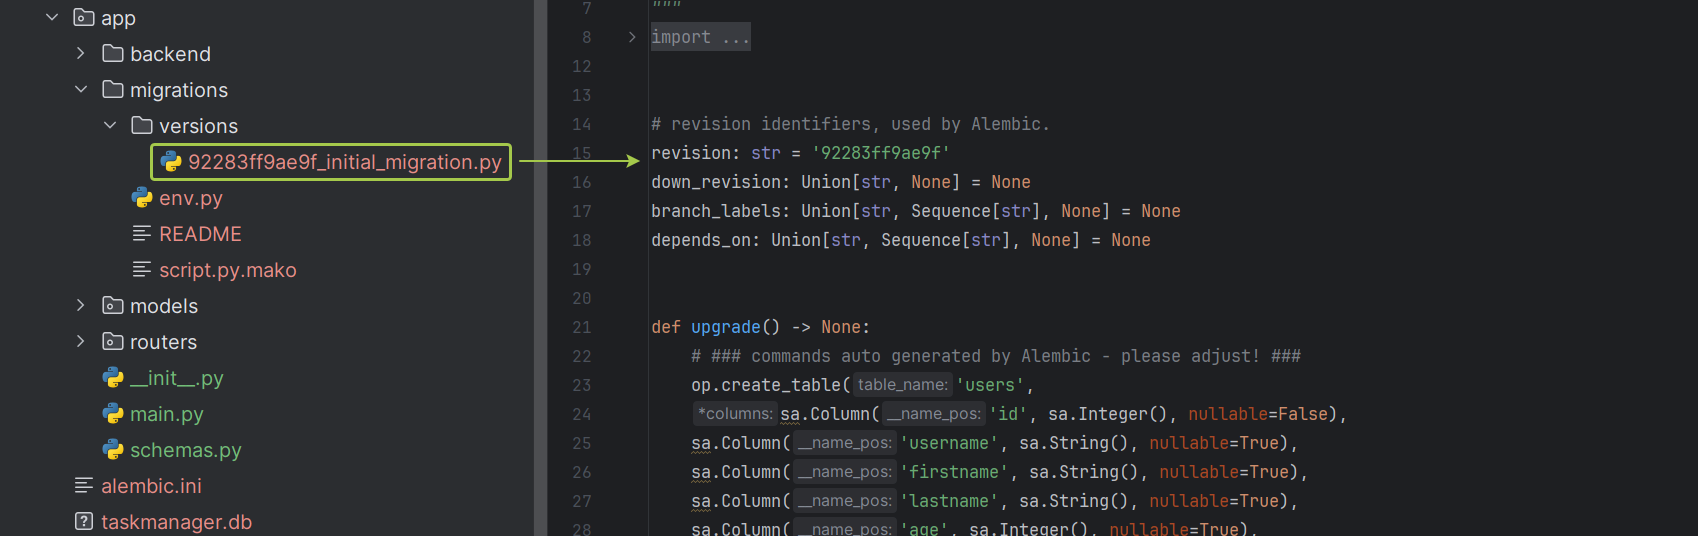 app
backend
migrations
versions
92283ff9ae9f_initial_migration.py
env.py
README
script.py.mako
models
routers
__init__.py
main.py
schemas.py
alembic.ini
taskmanager.db
7 """
8 import ...
12
13
14 # revision identifiers, used by Alembic.
15 revision: str = '92283ff9ae9f'
16 down_revision: Union[str, None] = None
17 branch_labels: Union[str, Sequence[str], None] = None
18 depends_on: Union[str, Sequence[str], None] = None
19
20
21 def upgrade() -> None:
22 # ### commands auto generated by Alembic - please adjust! ###
23 op.create_table( table_name: 'users',
24 *columns: sa.Column( __name_pos: 'id', sa.Integer(), nullable=False),
25 sa.Column( __name_pos: 'username', sa.String(), nullable=True),
26 sa.Column( __name_pos: 'firstname', sa.String(), nullable=True),
27 sa.Column( __name_pos: 'lastname', sa.String(), nullable=True),
28 sa.Column( __name_pos: 'age', sa.Integer(), nullable=True),